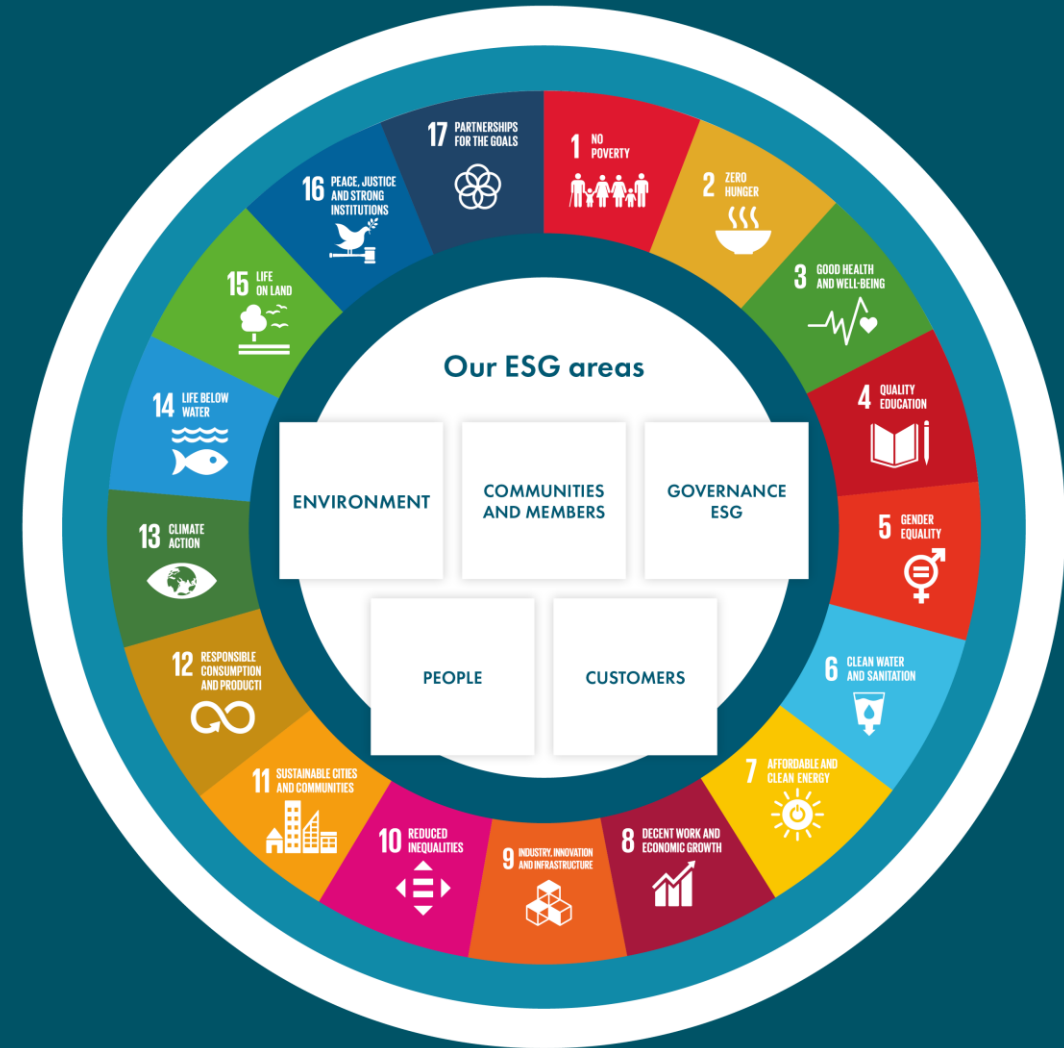 17 PARTNERSHIPS
FOR THE GOALS
1 NO
POVERTY
2 ZERO
HUNGER
3 GOOD HEALTH
AND WELL-BEING
4 QUALITY
EDUCATION
5 GENDER
EQUALITY
6 CLEAN WATER
AND SANITATION
7 AFFORDABLE AND
CLEAN ENERGY
8 DECENT WORK AND
ECONOMIC GROWTH
9 INDUSTRY, INNOVATION
AND INFRASTRUCTURE
10 REDUCED
INEQUALITIES
11 SUSTAINABLE CITIES
AND COMMUNITIES
12 RESPONSIBLE
CONSUMPTION
AND PRODUCTI
13 CLIMATE
ACTION
14 LIFE BELOW
WATER
15 LIFE
ON LAND
16 PEACE, JUSTICE
AND STRONG
INSTITUTIONS
Our ESG areas
ENVIRONMENT
COMMUNITIES
AND MEMBERS
GOVERNANCE
ESG
PEOPLE
CUSTOMERS